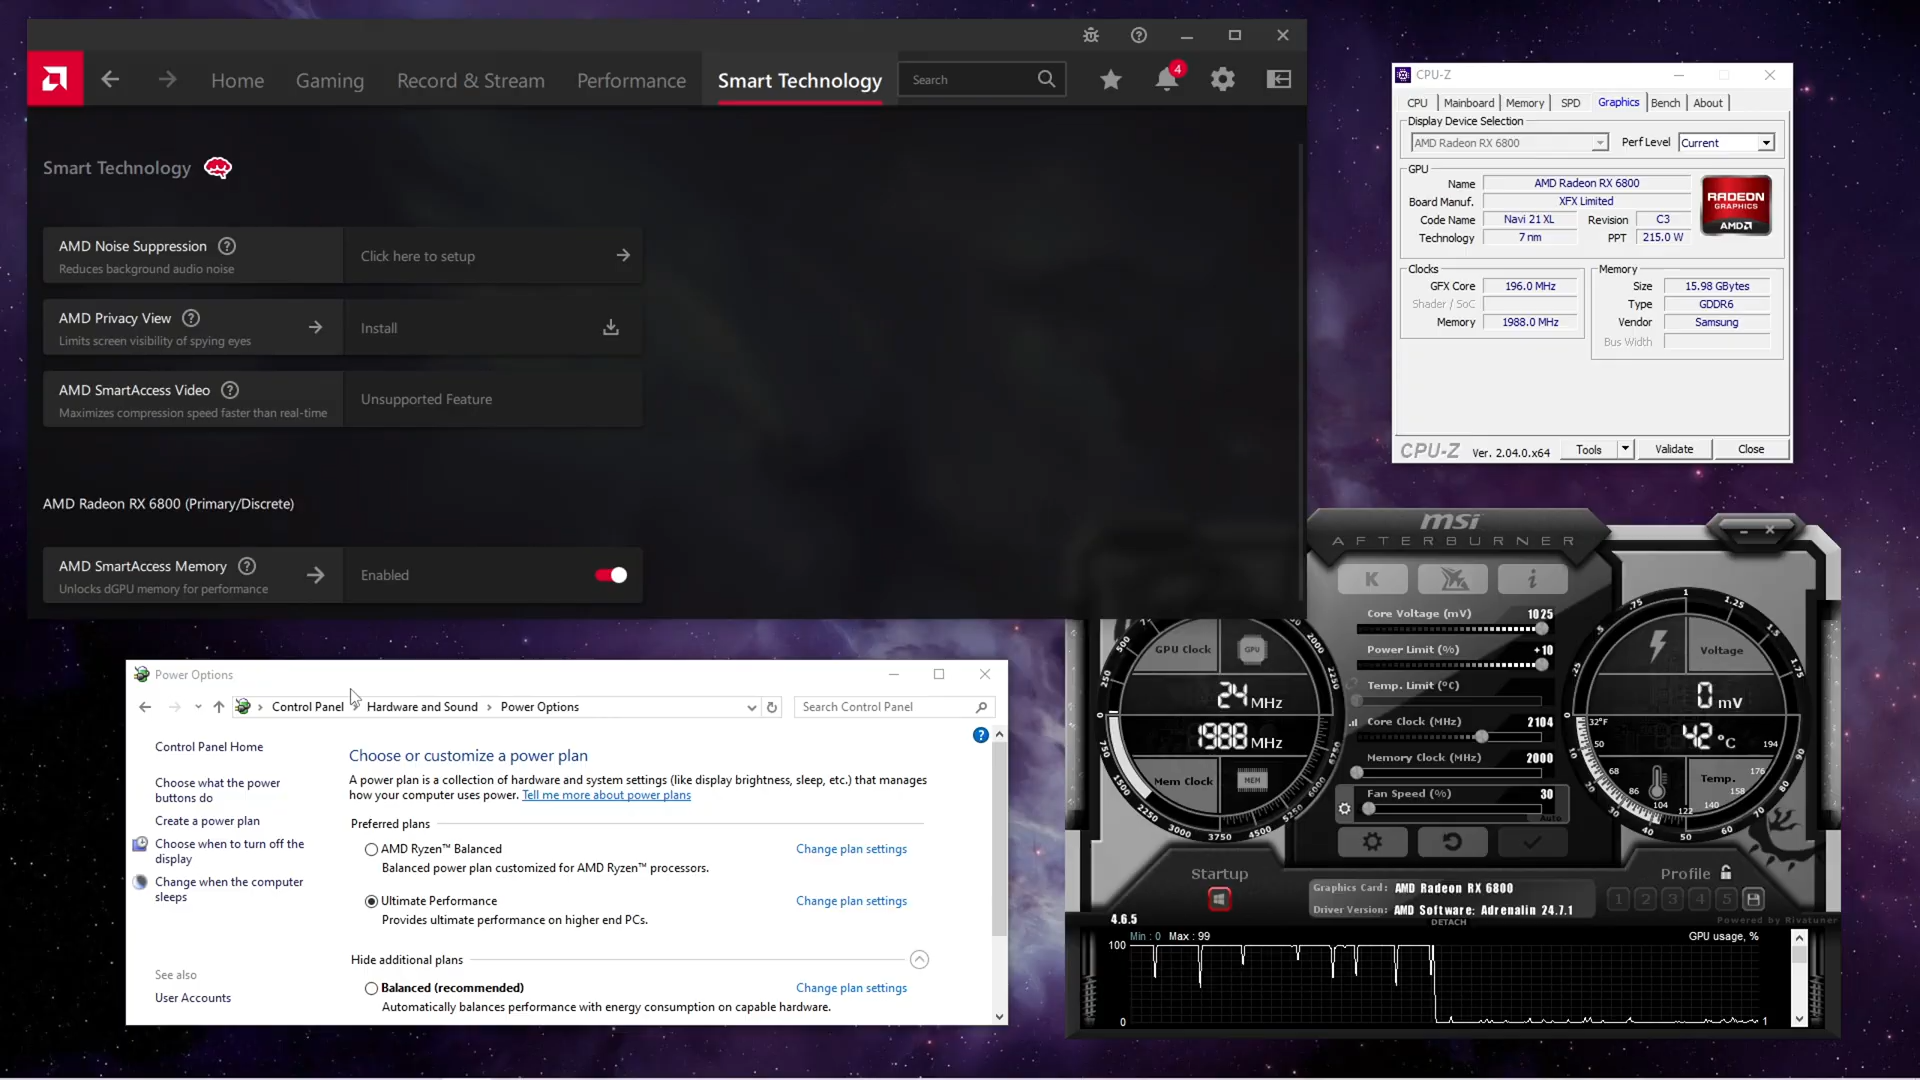 Home
Gaming
Record & Stream
Performance
Smart Technology
Search
4
Smart Technology
AMD Noise Suppression
Reduces background audio noise
Click here to setup
AMD Privacy View
Limits screen visibility of spying eyes
Install
AMD SmartAccess Video
Maximizes compression speed faster than real-time
Unsupported Feature
AMD Radeon RX 6800 (Primary/Discrete)
AMD SmartAccess Memory
Unlocks dGPU memory for performance
Enabled
CPU-Z
CPU Mainboard Memory SPD Graphics Bench About
Display Device Selection
AMD Radeon RX 6800 Perf Level Current
GPU
Name AMD Radeon RX 6800
Board Manuf. XFX Limited
Code Name Navi 21 XL Revision C3
Technology 7 nm PPT 215.0 W
RADEON
GRAPHICS
AMD
Clocks
GFX Core 196.0 MHz
Shader / SoC
Memory 1988.0 MHz
Memory
Size 15.98 GBytes
Type GDDR6
Vendor Samsung
Bus Width
CPU-Z Ver. 2.04.0.x64 Tools Validate Close
Power Options
Control Panel Hardware and Sound Power Options
Search Control Panel
Control Panel Home
Choose what the power
buttons do
Create a power plan
Choose when to turn off the
display
Change when the computer
sleeps
See also
User Accounts
Choose or customize a power plan
A power plan is a collection of hardware and system settings (like display brightness, sleep, etc.) that manages
how your computer uses power. Tell me more about power plans
Preferred plans
AMD Ryzen™ Balanced Change plan settings
Balanced power plan customized for AMD Ryzen™ processors.
Ultimate Performance Change plan settings
Provides ultimate performance on higher end PCs.
Hide additional plans
Balanced (recommended) Change plan settings
Automatically balances performance with energy consumption on capable hardware.
msi
AFTERBURNER
K
i
Core Voltage (mV) 1025
Power Limit (%) +10
Temp. Limit (°C)
Core Clock (MHz) 2104
Memory Clock (MHz) 2000
Fan Speed (%) 30
Auto
GPU Clock GPU
24 MHz
1988 MHz
Mem Clock MEM
Voltage
0 mV
42 °C
Temp.
Startup
Profile
1 2 3 4 5
Graphics Card: AMD Radeon RX 6800
Driver Version: AMD Software: Adrenalin 24.7.1
DETACH
4.6.5
Powered by Rivatuner
Min : 0 Max : 99
GPU usage, %
100
0
1